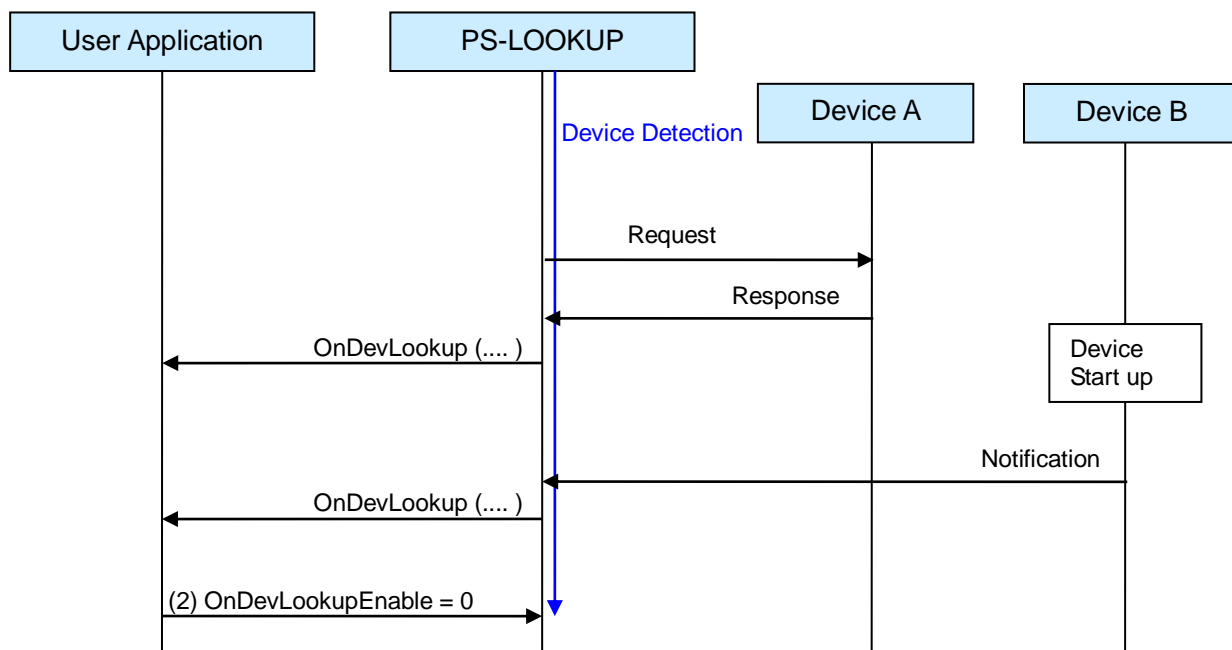 User Application
PS-LOOKUP
Device A
Device B
Device Detection
Request
Response
OnDevLookup (.... )
Device
Start up
Notification
OnDevLookup (.... )
(2) OnDevLookupEnable = 0